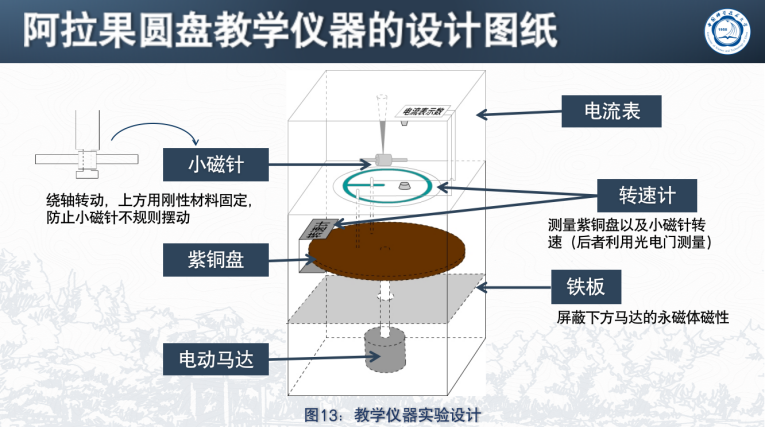 阿拉果圆盘教学仪器的设计图纸
电流表示数
电流表
小磁针
绕轴转动，上方用刚性材料固定，
防止小磁针不规则摆动
转速计
测量紫铜盘以及小磁针转
速（后者利用光电门测量）
紫铜盘
铁板
屏蔽下方马达的永磁体磁性
电动马达
图13：教学仪器实验设计